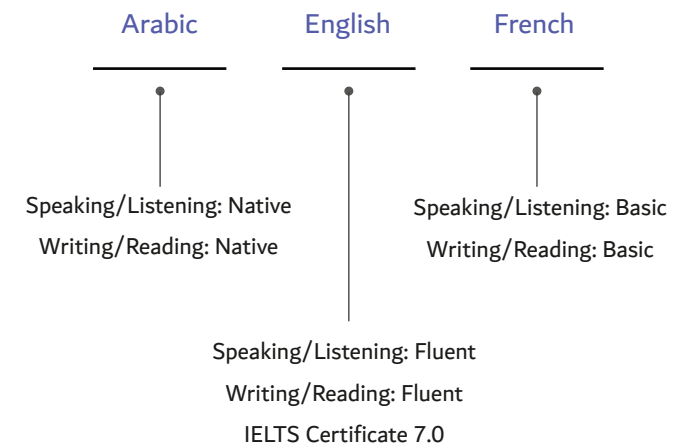 Arabic
English
French
Speaking/Listening: Native
Writing/Reading: Native
Speaking/Listening: Basic
Writing/Reading: Basic
Speaking/Listening: Fluent
Writing/Reading: Fluent
IELTS Certificate 7.0